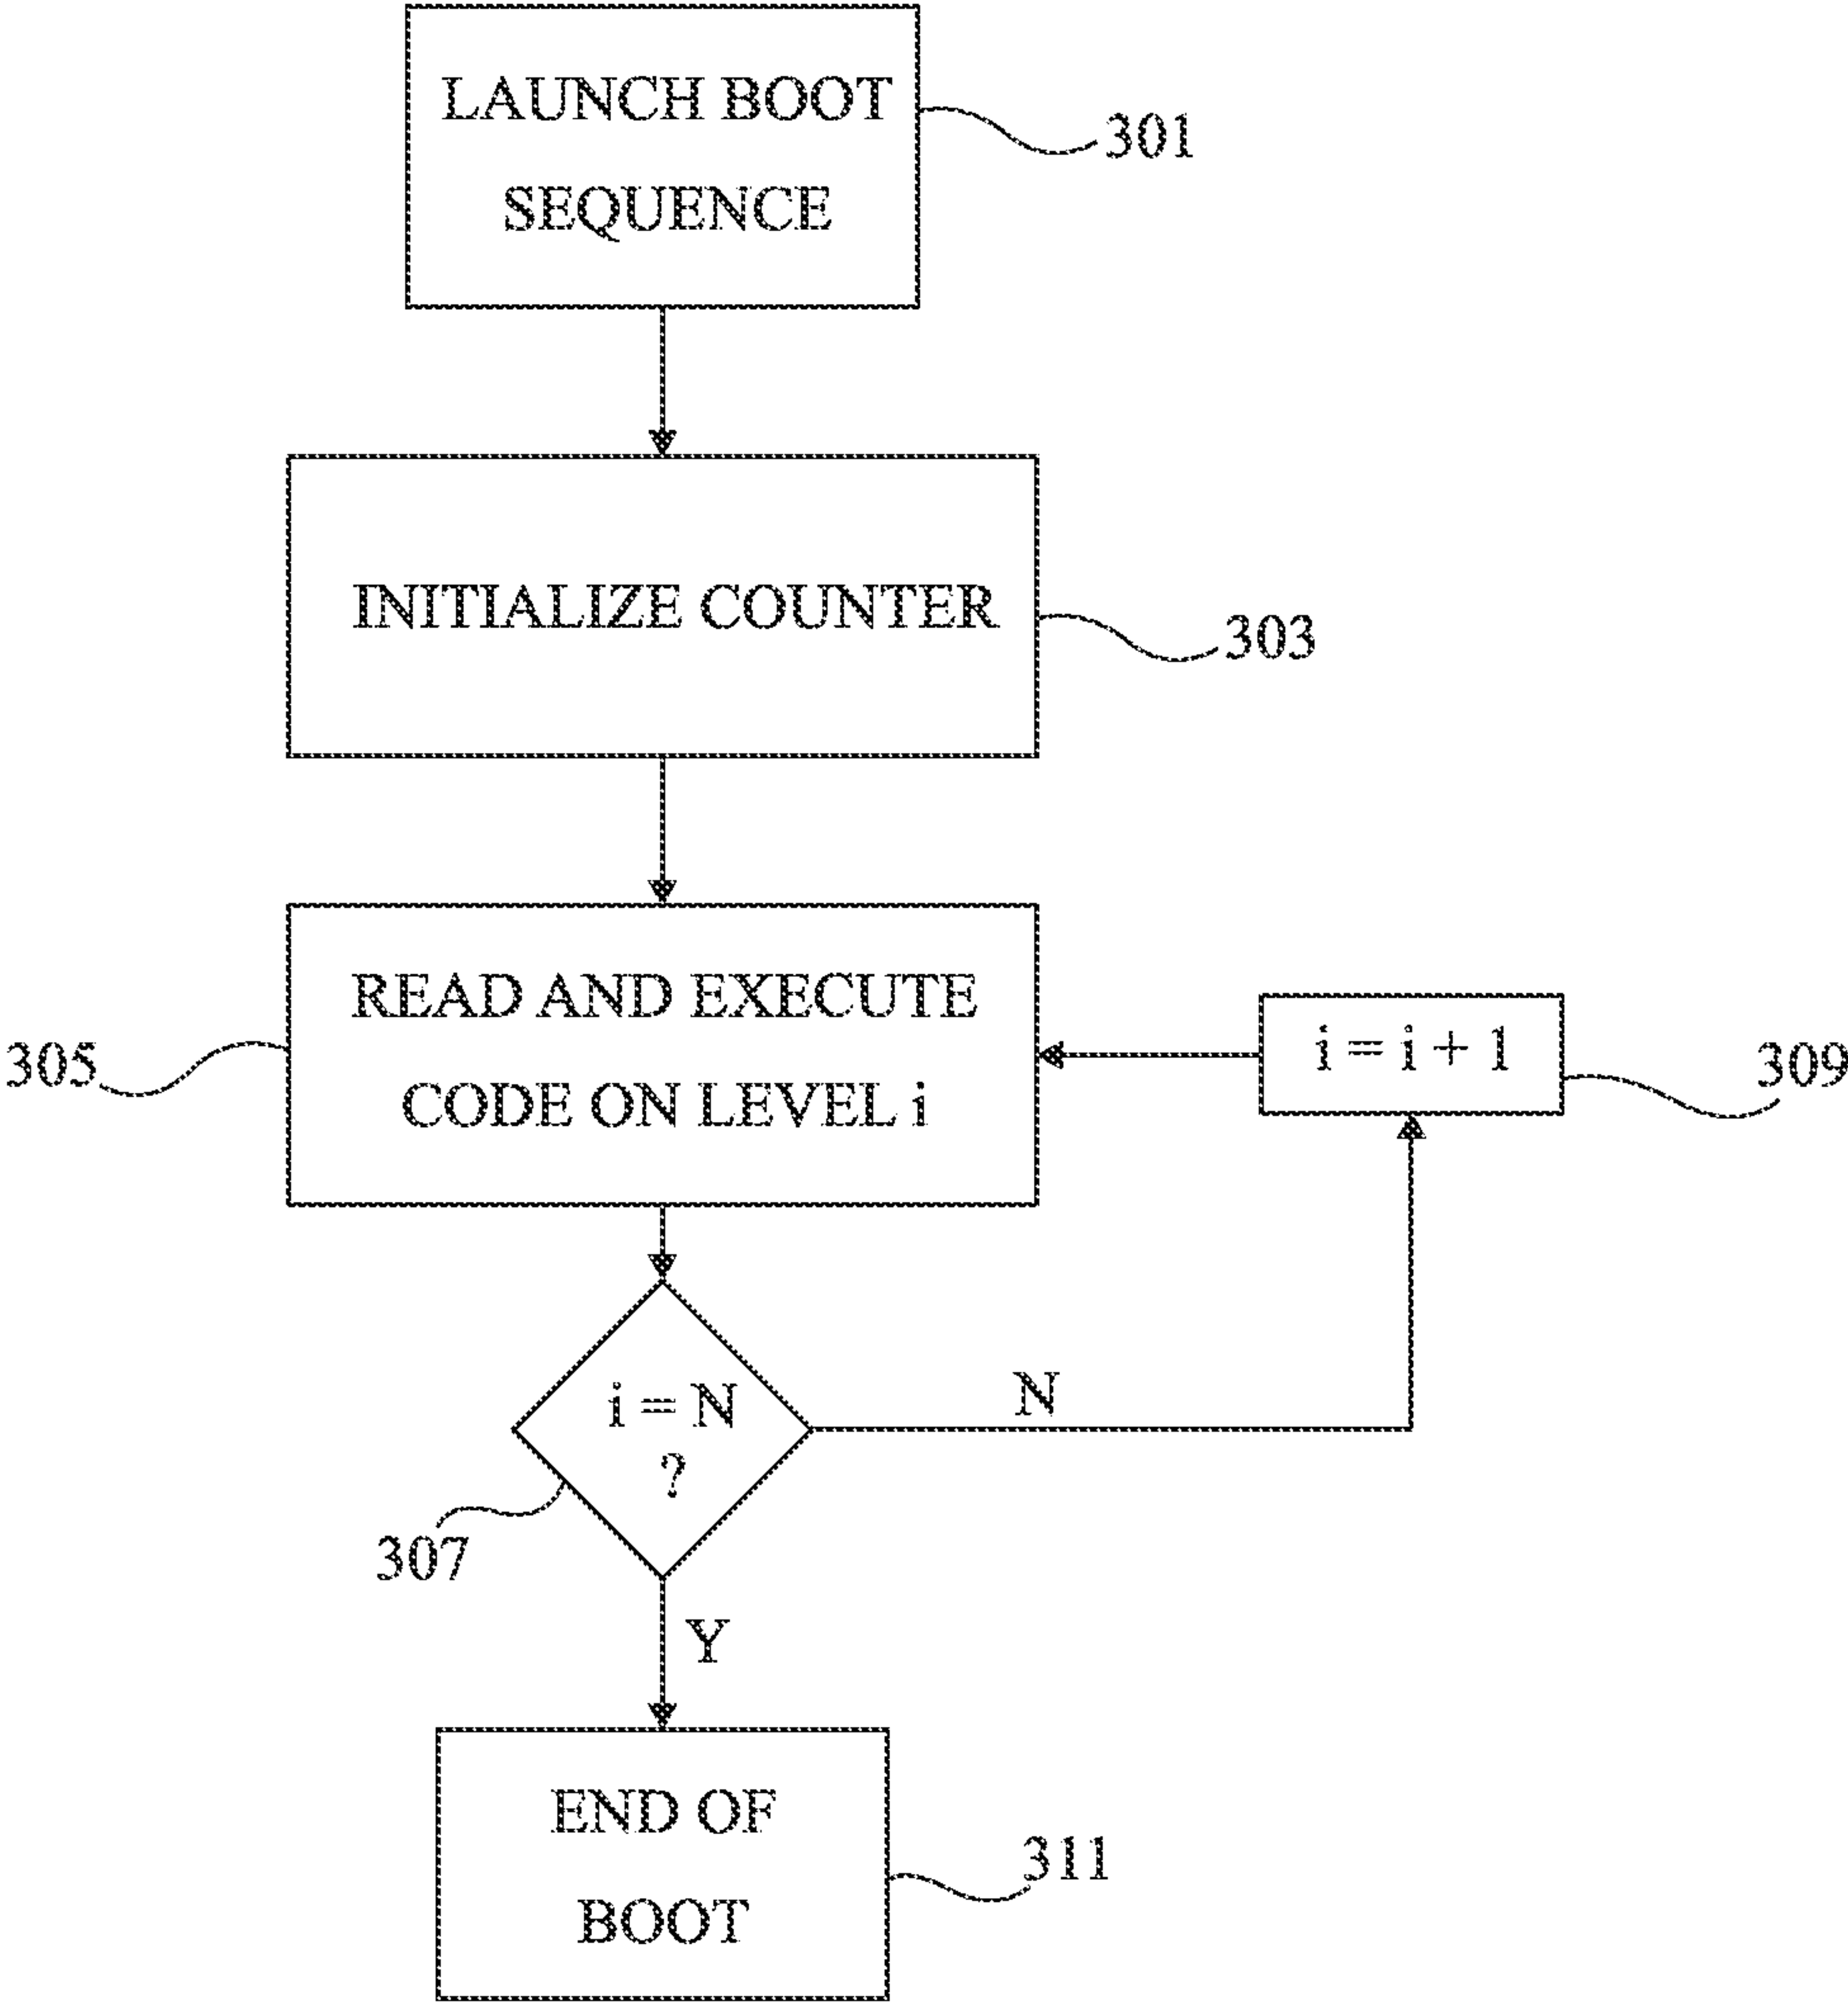 LAUNCH BOOT
SEQUENCE
301
INITIALIZE COUNTER
303
READ AND EXECUTE
CODE ON LEVEL i
305
i = i + 1
309
i = N
?
N
307
Y
END OF
BOOT
311